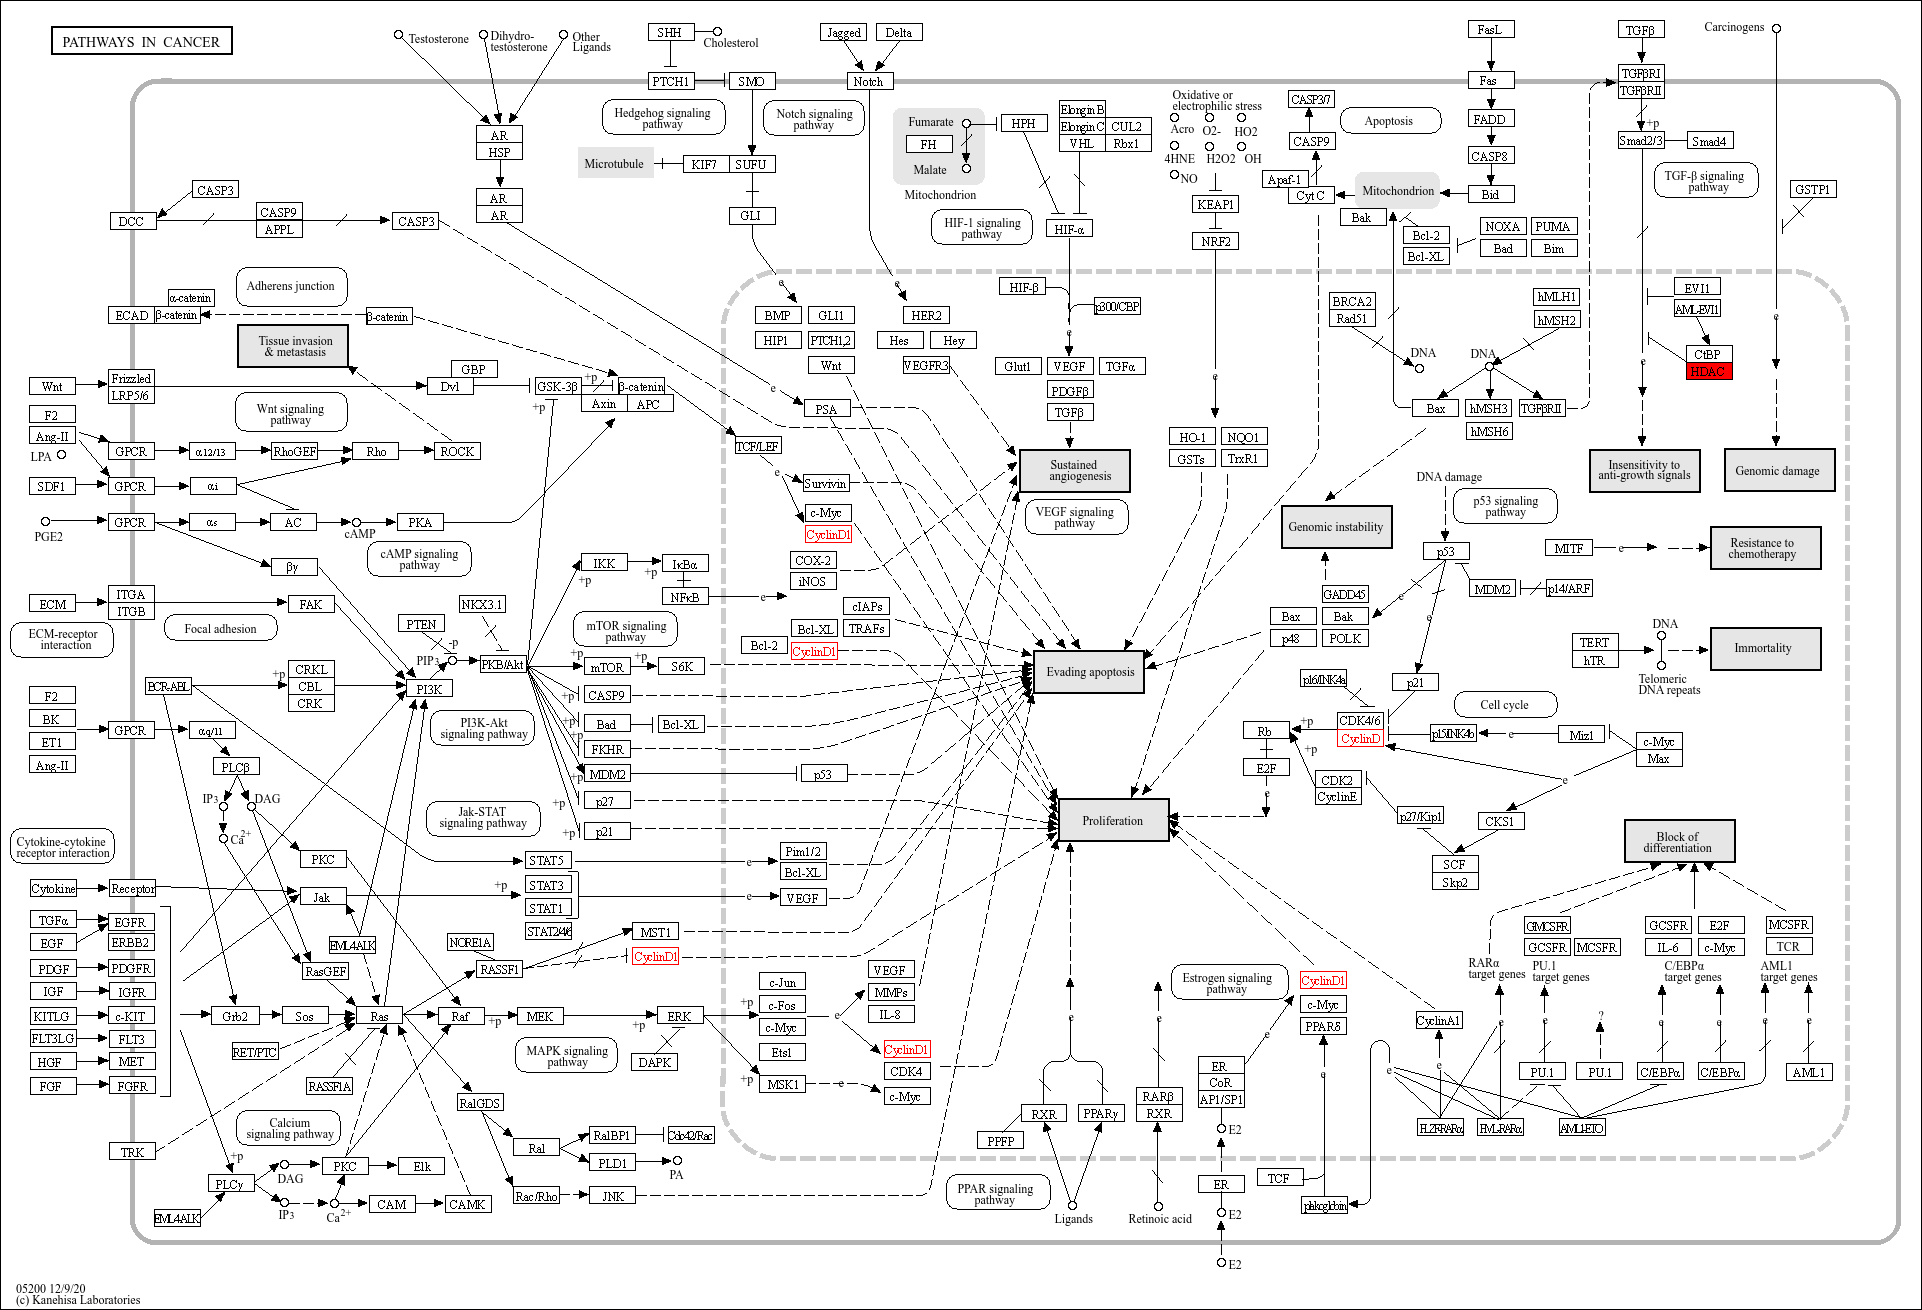 PATHWAYS IN CANCER
Testosterone
Dihydro-
testosterone
Other
Ligands
SHH
Cholesterol
Jagged
Delta
FasL
TGFβ
Carcinogens
PTCH1
SMO
Notch
Fas
TGFβRI
TGFβRII
Hedgehog signaling
pathway
Notch signaling
pathway
Oxidative or
electrophilic stress
Acro
O2-
HO2
4HNE
H2O2
OH
NO
CASP3/7
CASP9
Apoptosis
FADD
CASP8
Bid
+p
Smad2/3
Smad4
TGF-β signaling
pathway
GSTP1
AR
HSP
AR
AR
Microtubule
KIF7
SUFU
GLI
Fumarate
FH
Malate
Mitochondrion
HPH
Elongin B
Elongin C
CUL2
VHL
Rbx1
HIF-1 signaling
pathway
HIF-α
KEAP1
NRF2
Apaf-1
Cyt C
Mitochondrion
Bak
Bcl-2
Bcl-XL
NOXA
PUMA
Bad
Bim
CASP3
DCC
CASP9
APPL
CASP3
Adherens junction
α-catenin
ECAD
β-catenin
β-catenin
Tissue invasion
& metastasis
e
e
BMP
GLI1
HIP1
PTCH1,2
Wnt
HER2
Hes
Hey
VEGFR3
HIF-β
p300/CBP
e
Glut1
VEGF
TGFα
PDGFβ
TGFβ
e
BRCA2
Rad51
DNA
hMLH1
hMSH2
DNA
Bax
hMSH3
TGFβRII
hMSH6
EVI1
AML-EVI1
CtBP
HDAC
e
e
Wnt
Frizzled
LRP5/6
Dvl
GBP
GSK-3β
+p
β-catenin
Axin
APC
+p
Wnt signaling
pathway
F2
Ang-II
LPA
GPCR
α12/13
RhoGEF
Rho
ROCK
SDF1
GPCR
αi
PGE2
GPCR
αs
AC
cAMP
PKA
cAMP signaling
pathway
βγ
TCF/LEF
e
PSA
e
Survivin
c-Myc
CyclinD1
COX-2
iNOS
HO-1
NQO1
GSTs
TrxR1
Sustained
angiogenesis
VEGF signaling
pathway
Insensitivity to
anti-growth signals
Genomic damage
DNA damage
p53 signaling
pathway
Genomic instability
p53
MITF
e
Resistance to
chemotherapy
MDM2
p14/ARF
e
e
ECM
ITGA
ITGB
FAK
Focal adhesion
ECM-receptor
interaction
IKK
+p
+p
IκBα
NFκB
e
NKX3.1
PTEN
-p
PIP3
PKB/Akt
mTOR signaling
pathway
+p
mTOR
+p
S6K
cIAPs
Bcl-XL
TRAFs
Bcl-2
CyclinD1
Evading apoptosis
GADD45
Bax
Bak
p48
POLK
TERT
hTR
DNA
Telomeric
DNA repeats
Immortality
BCR-ABL
+p
CRKL
CBL
CRK
PI3K
PI3K-Akt
signaling pathway
+p
CASP9
+p
Bad
Bcl-XL
+p
FKHR
+p
MDM2
p53
+p
p27
+p
p21
F2
BK
ET1
Ang-II
GPCR
αq/11
PLCβ
IP3
DAG
Ca2+
p16/INK4a
p21
Cell cycle
Rb
+p
CDK4/6
CyclinD
p15/INK4b
e
Miz1
c-Myc
Max
E2F
e
+p
CDK2
CyclinE
e
p27/Kip1
CKS1
SCF
Skp2
Proliferation
Block of
differentiation
Jak-STAT
signaling pathway
Cytokine-cytokine
receptor interaction
PKC
STAT5
e
Pim1/2
Bcl-XL
+p
STAT3
STAT1
STAT2/4/6
e
VEGF
Cytokine
Receptor
Jak
TGFα
EGFR
EGF
ERBB2
PDGF
PDGFR
IGF
IGFR
KITLG
c-KIT
FLT3LG
FLT3
HGF
MET
FGF
FGFR
EML4-ALK
RasGEF
NORE1A
RASSF1
MST1
CyclinD1
Grb2
Sos
Ras
Raf
+p
MEK
+p
ERK
DAPK
MAPK signaling
pathway
RET/PTC
RASSF1A
+p
c-Jun
c-Fos
c-Myc
Ets1
+p
MSK1
e
VEGF
MMPs
IL-8
CyclinD1
CDK4
e
c-Myc
Estrogen signaling
pathway
CyclinD1
c-Myc
PPARδ
e
ER
CoR
AP1/SP1
E2
ER
E2
E2
e
e
RARβ
RXR
Retinoic acid
e
RXR
PPARγ
PPFP
Ligands
PPAR signaling
pathway
TCF
e
CyclinA1
e
e
RARα
target genes
GMCSFR
GCSFR
MCSFR
PU.1
target genes
GCSFR
E2F
IL-6
c-Myc
C/EBPα
target genes
MCSFR
TCR
AML1
target genes
e
e
?
e
e
e
e
PU.1
PU.1
C/EBPα
C/EBPα
AML1
PLZF-RARα
PML-RARα
AML1-ETO
TRK
Calcium
signaling pathway
RalGDS
Ral
RalBP1
Cdc42/Rac
PLD1
PA
Rac/Rho
JNK
+p
PLCγ
DAG
IP3
Ca2+
PKC
Elk
CAM
CAMK
EML4-ALK
05200 12/9/20
(c) Kanehisa Laboratories